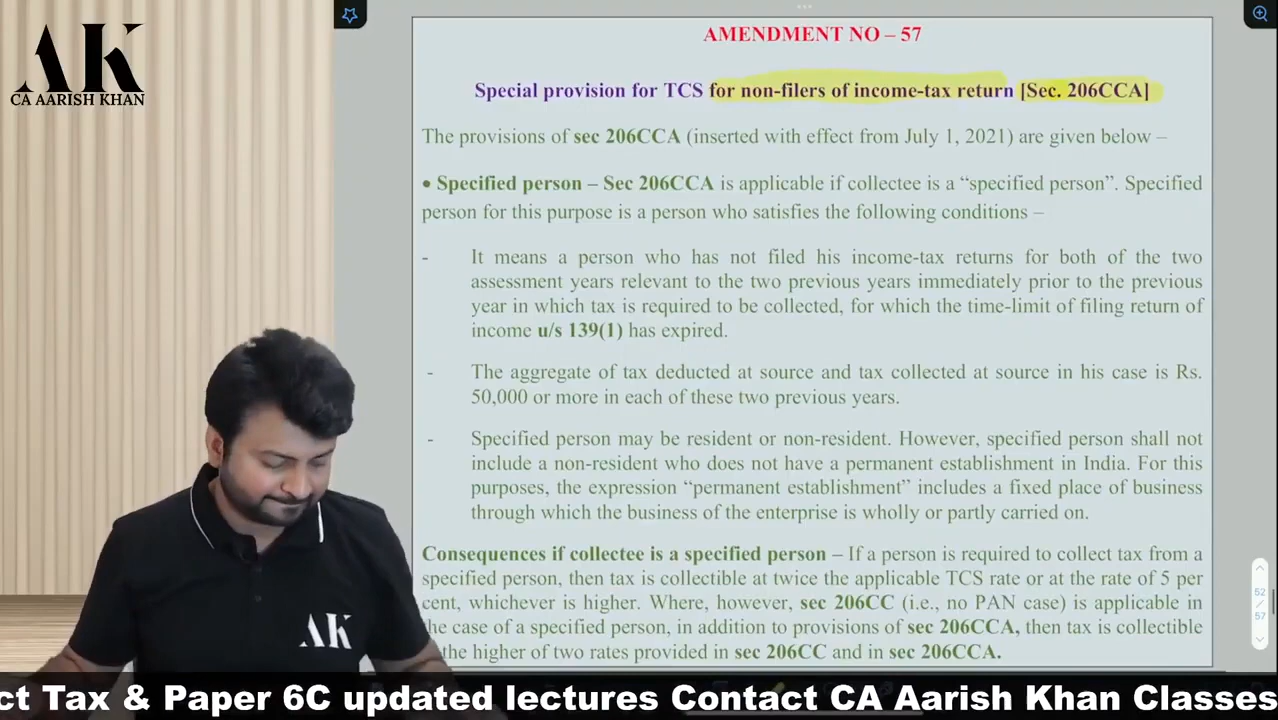 AK
CA AARISH KHAN
AMENDMENT NO – 57
Special provision for TCS for non-filers of income-tax return [Sec. 206CCA]
The provisions of sec 206CCA (inserted with effect from July 1, 2021) are given below –
• Specified person – Sec 206CCA is applicable if collectee is a “specified person”. Specified
person for this purpose is a person who satisfies the following conditions –
- It means a person who has not filed his income-tax returns for both of the two
assessment years relevant to the two previous years immediately prior to the previous
year in which tax is required to be collected, for which the time-limit of filing return of
income u/s 139(1) has expired.
- The aggregate of tax deducted at source and tax collected at source in his case is Rs.
50,000 or more in each of these two previous years.
- Specified person may be resident or non-resident. However, specified person shall not
include a non-resident who does not have a permanent establishment in India. For this
purposes, the expression “permanent establishment” includes a fixed place of business
through which the business of the enterprise is wholly or partly carried on.
Consequences if collectee is a specified person – If a person is required to collect tax from a
specified person, then tax is collectible at twice the applicable TCS rate or at the rate of 5 per
cent, whichever is higher. Where, however, sec 206CC (i.e., no PAN case) is applicable in
the case of a specified person, in addition to provisions of sec 206CCA, then tax is collectible
the higher of two rates provided in sec 206CC and in sec 206CCA.
52
/
57
AK
ct Tax & Paper 6C updated lectures Contact CA Aarish Khan Classes